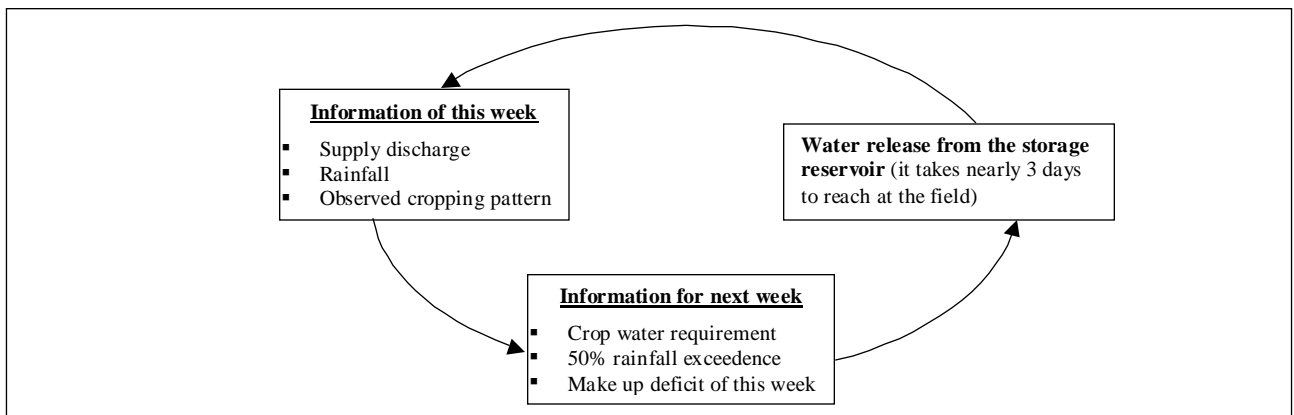 Information of this week
▪ Supply discharge
▪ Rainfall
▪ Observed cropping pattern
Water release from the storage
reservoir (it takes nearly 3 days
to reach at the field)
Information for next week
▪ Crop water requirement
▪ 50% rainfall exceedence
▪ Make up deficit of this week